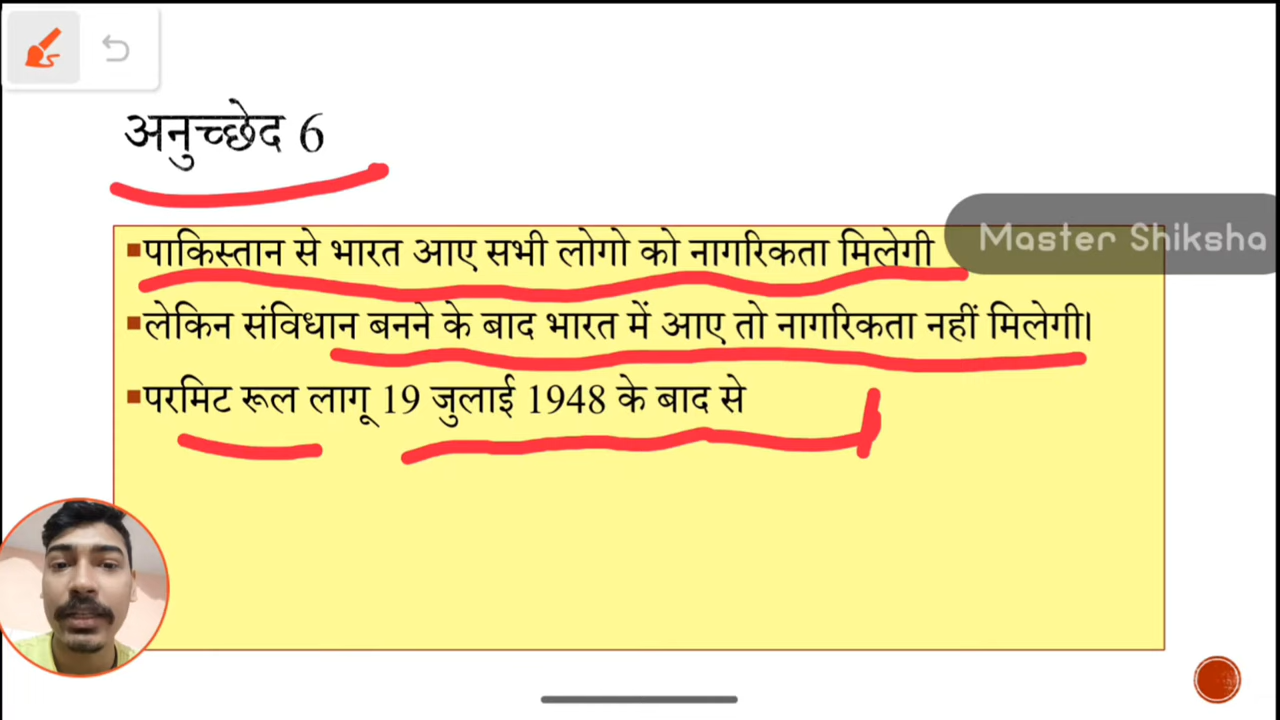 अनुच्छेद 6
Master Shiksha
▪पाकिस्तान से भारत आए सभी लोगो को नागरिकता मिलेगी
▪लेकिन संविधान बनने के बाद भारत में आए तो नागरिकता नहीं मिलेगी।
▪परमिट रूल लागू 19 जुलाई 1948 के बाद से